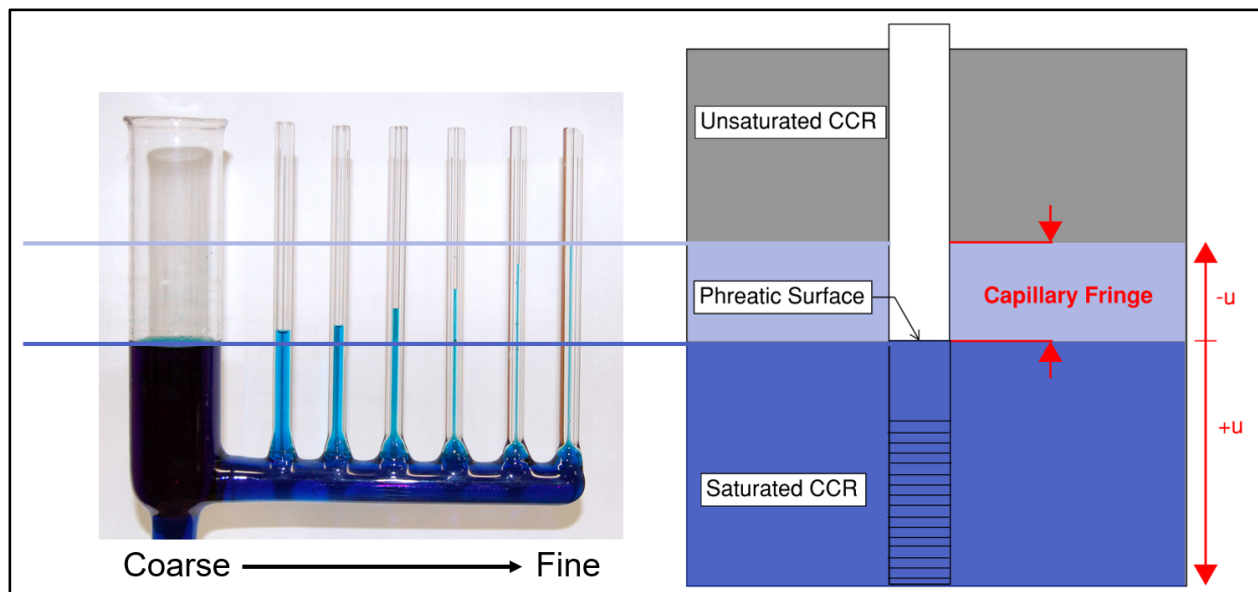 Unsaturated CCR
Phreatic Surface
Capillary Fringe
-u
+u
Saturated CCR
Coarse
Fine